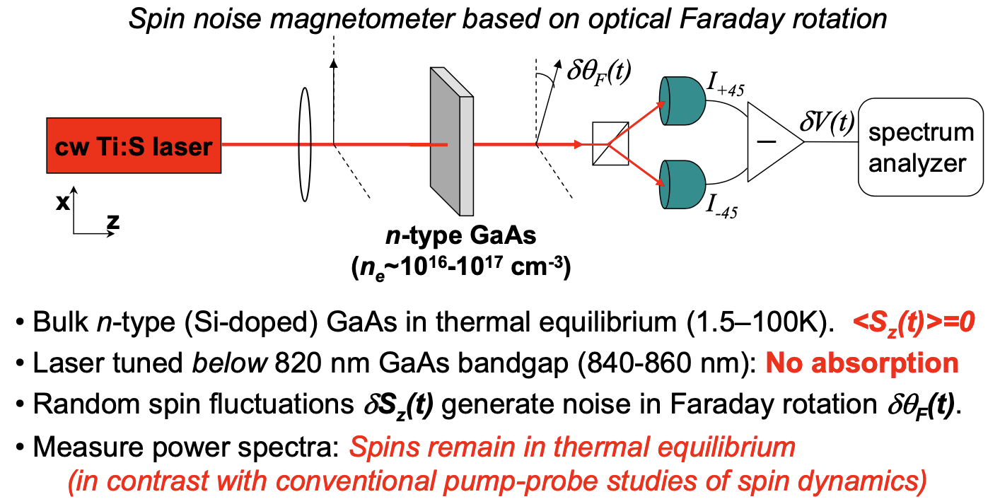 Spin noise magnetometer based on optical Faraday rotation
δθF(t)
I+45
cw Ti:S laser
δV(t)
–
spectrum
analyzer
x
z
I-45
n-type GaAs
(ne~10¹⁶-10¹⁷ cm⁻³)
• Bulk n-type (Si-doped) GaAs in thermal equilibrium (1.5–100K). <Sz(t)>=0
• Laser tuned below 820 nm GaAs bandgap (840-860 nm): No absorption
• Random spin fluctuations δSz(t) generate noise in Faraday rotation δθF(t).
• Measure power spectra: Spins remain in thermal equilibrium
(in contrast with conventional pump-probe studies of spin dynamics)